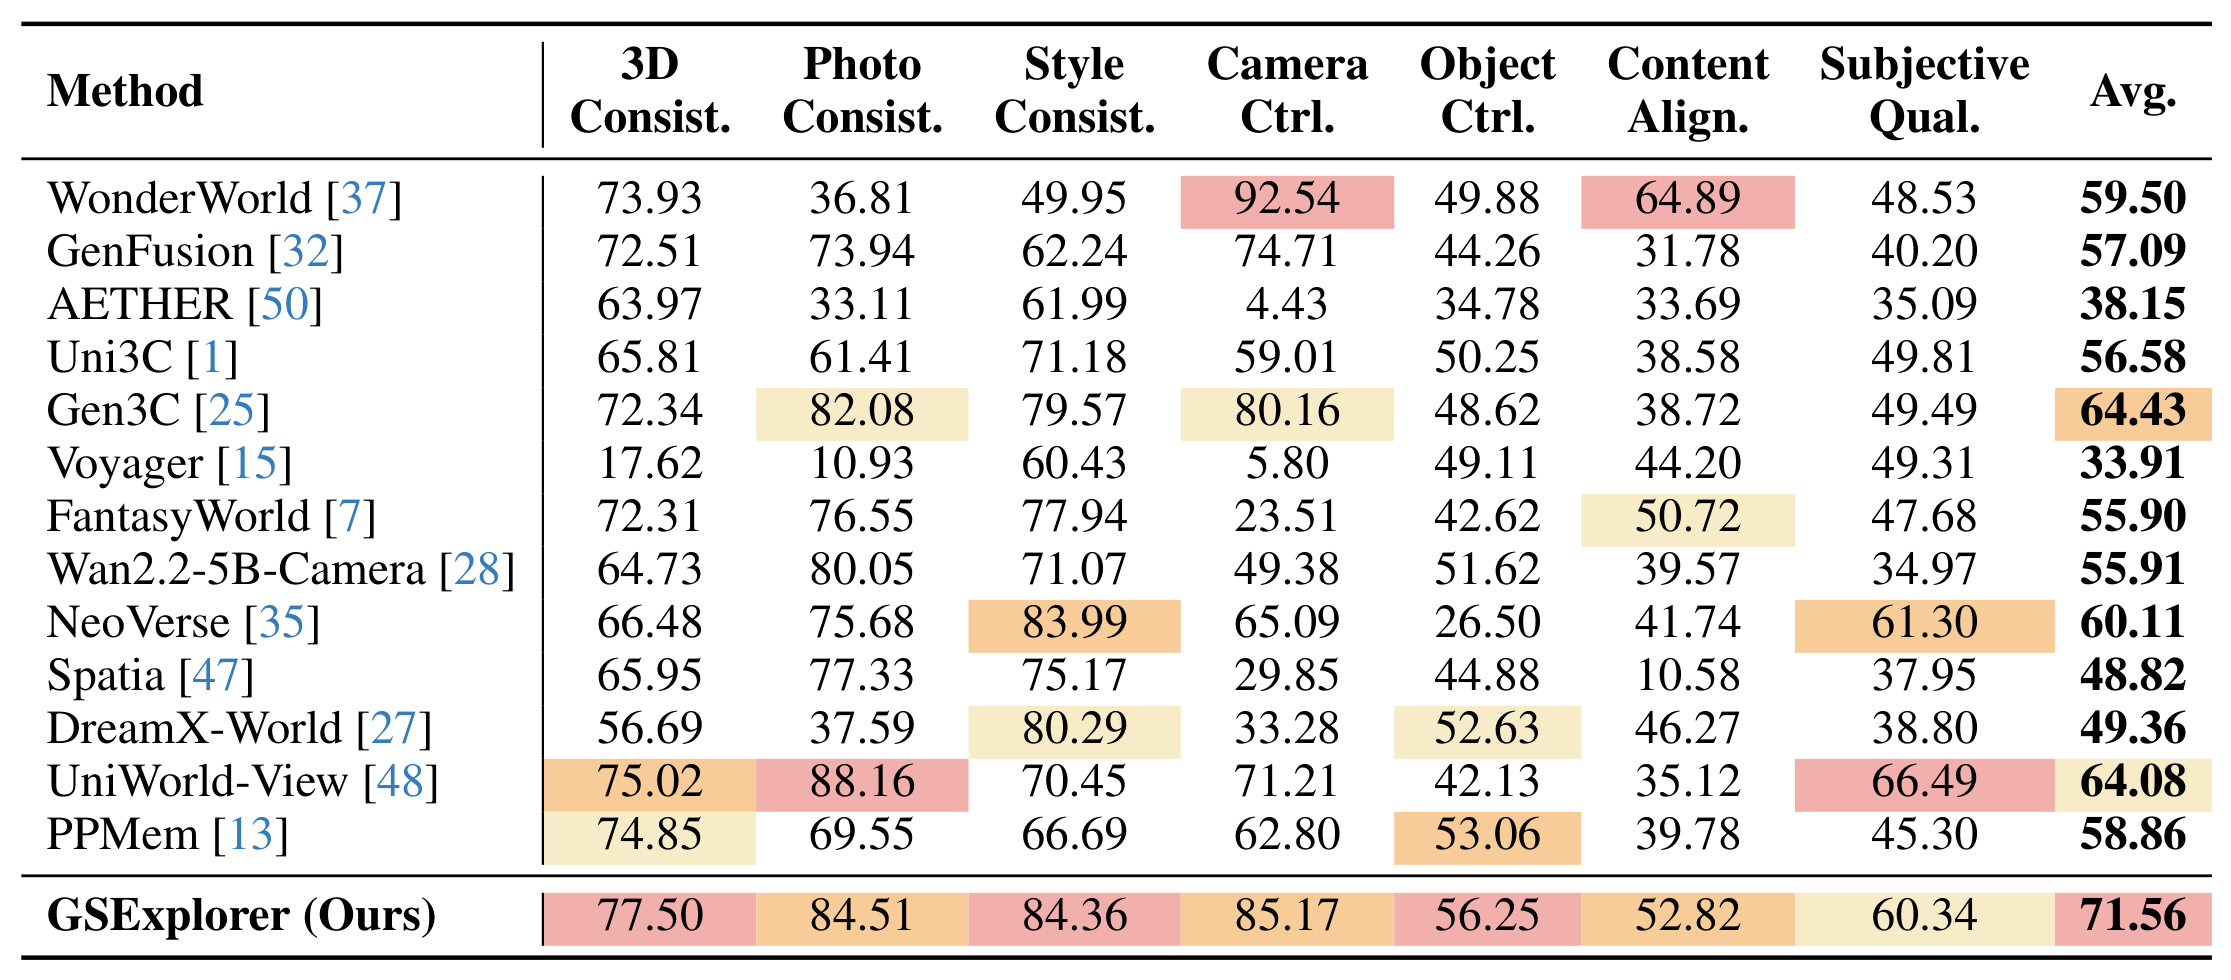 Method 3D Consist. Photo Consist. Style Consist. Camera Ctrl. Object Ctrl. Content Align. Subjective Qual. Avg.
WonderWorld [37] 73.93 36.81 49.95 92.54 49.88 64.89 48.53 59.50
GenFusion [32] 72.51 73.94 62.24 74.71 44.26 31.78 40.20 57.09
AETHER [50] 63.97 33.11 61.99 4.43 34.78 33.69 35.09 38.15
Uni3C [1] 65.81 61.41 71.18 59.01 50.25 38.58 49.81 56.58
Gen3C [25] 72.34 82.08 79.57 80.16 48.62 38.72 49.49 64.43
Voyager [15] 17.62 10.93 60.43 5.80 49.11 44.20 49.31 33.91
FantasyWorld [7] 72.31 76.55 77.94 23.51 42.62 50.72 47.68 55.90
Wan2.2-5B-Camera [28] 64.73 80.05 71.07 49.38 51.62 39.57 34.97 55.91
NeoVerse [35] 66.48 75.68 83.99 65.09 26.50 41.74 61.30 60.11
Spatia [47] 65.95 77.33 75.17 29.85 44.88 10.58 37.95 48.82
DreamX-World [27] 56.69 37.59 80.29 33.28 52.63 46.27 38.80 49.36
UniWorld-View [48] 75.02 88.16 70.45 71.21 42.13 35.12 66.49 64.08
PPMem [13] 74.85 69.55 66.69 62.80 53.06 39.78 45.30 58.86
GSExplorer (Ours) 77.50 84.51 84.36 85.17 56.25 52.82 60.34 71.56